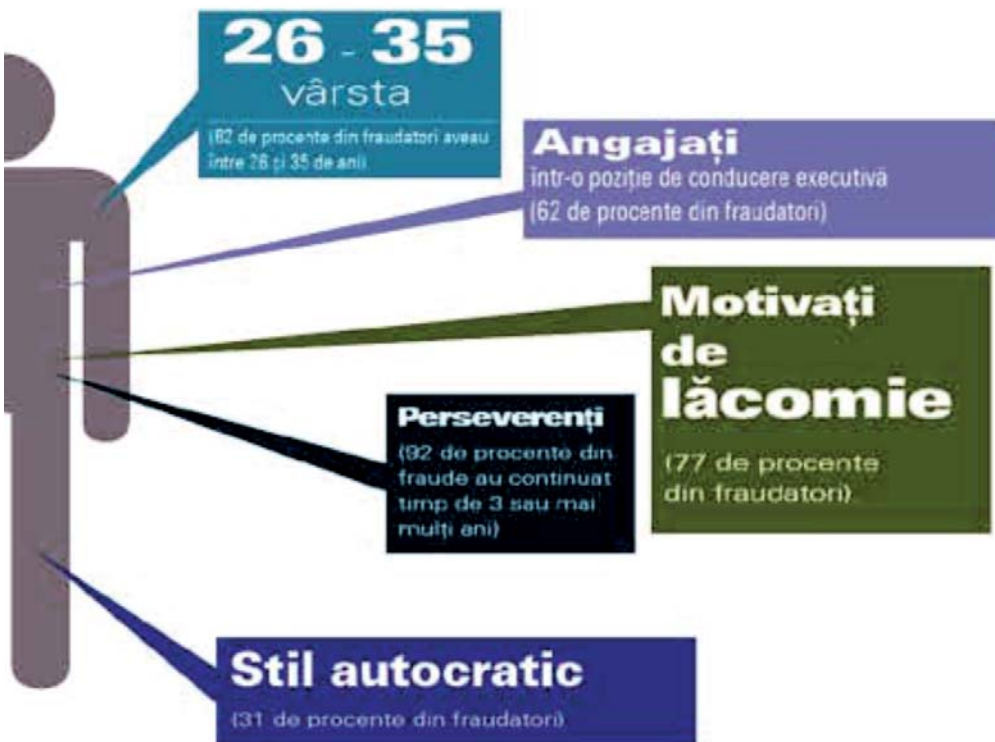 26 - 35
vârsta
(62 de procente din fraudatori aveau
între 26 și 35 de ani)
Angajați
într-o poziție de conducere executivă
(62 de procente din fraudatori)
Motivați
de
lăcomie
(77 de procente
din fraudatori)
Perseverenți
(92 de procente din
fraude au continuat
timp de 3 sau mai
mulți ani)
Stil autocratic
(31 de procente din fraudatori)